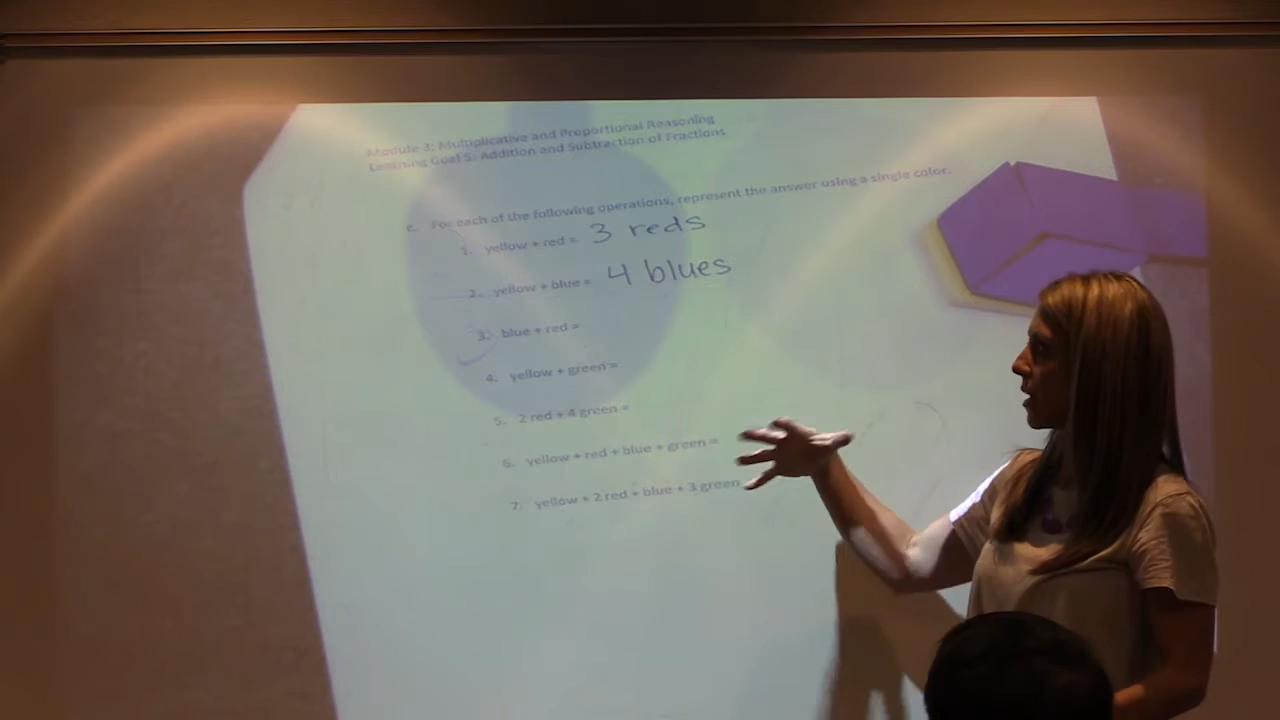 Module 3: Multiplicative and Proportional Reasoning
Learning Goal 5: Addition and Subtraction of Fractions
c. For each of the following operations, represent the answer using a single color.
1. yellow + red = 3 reds
2. yellow + blue = 4 blues
3. blue + red =
4. yellow + green =
5. 2 red + 4 green =
6. yellow + red + blue + green =
7. yellow + 2 red + blue + 3 green